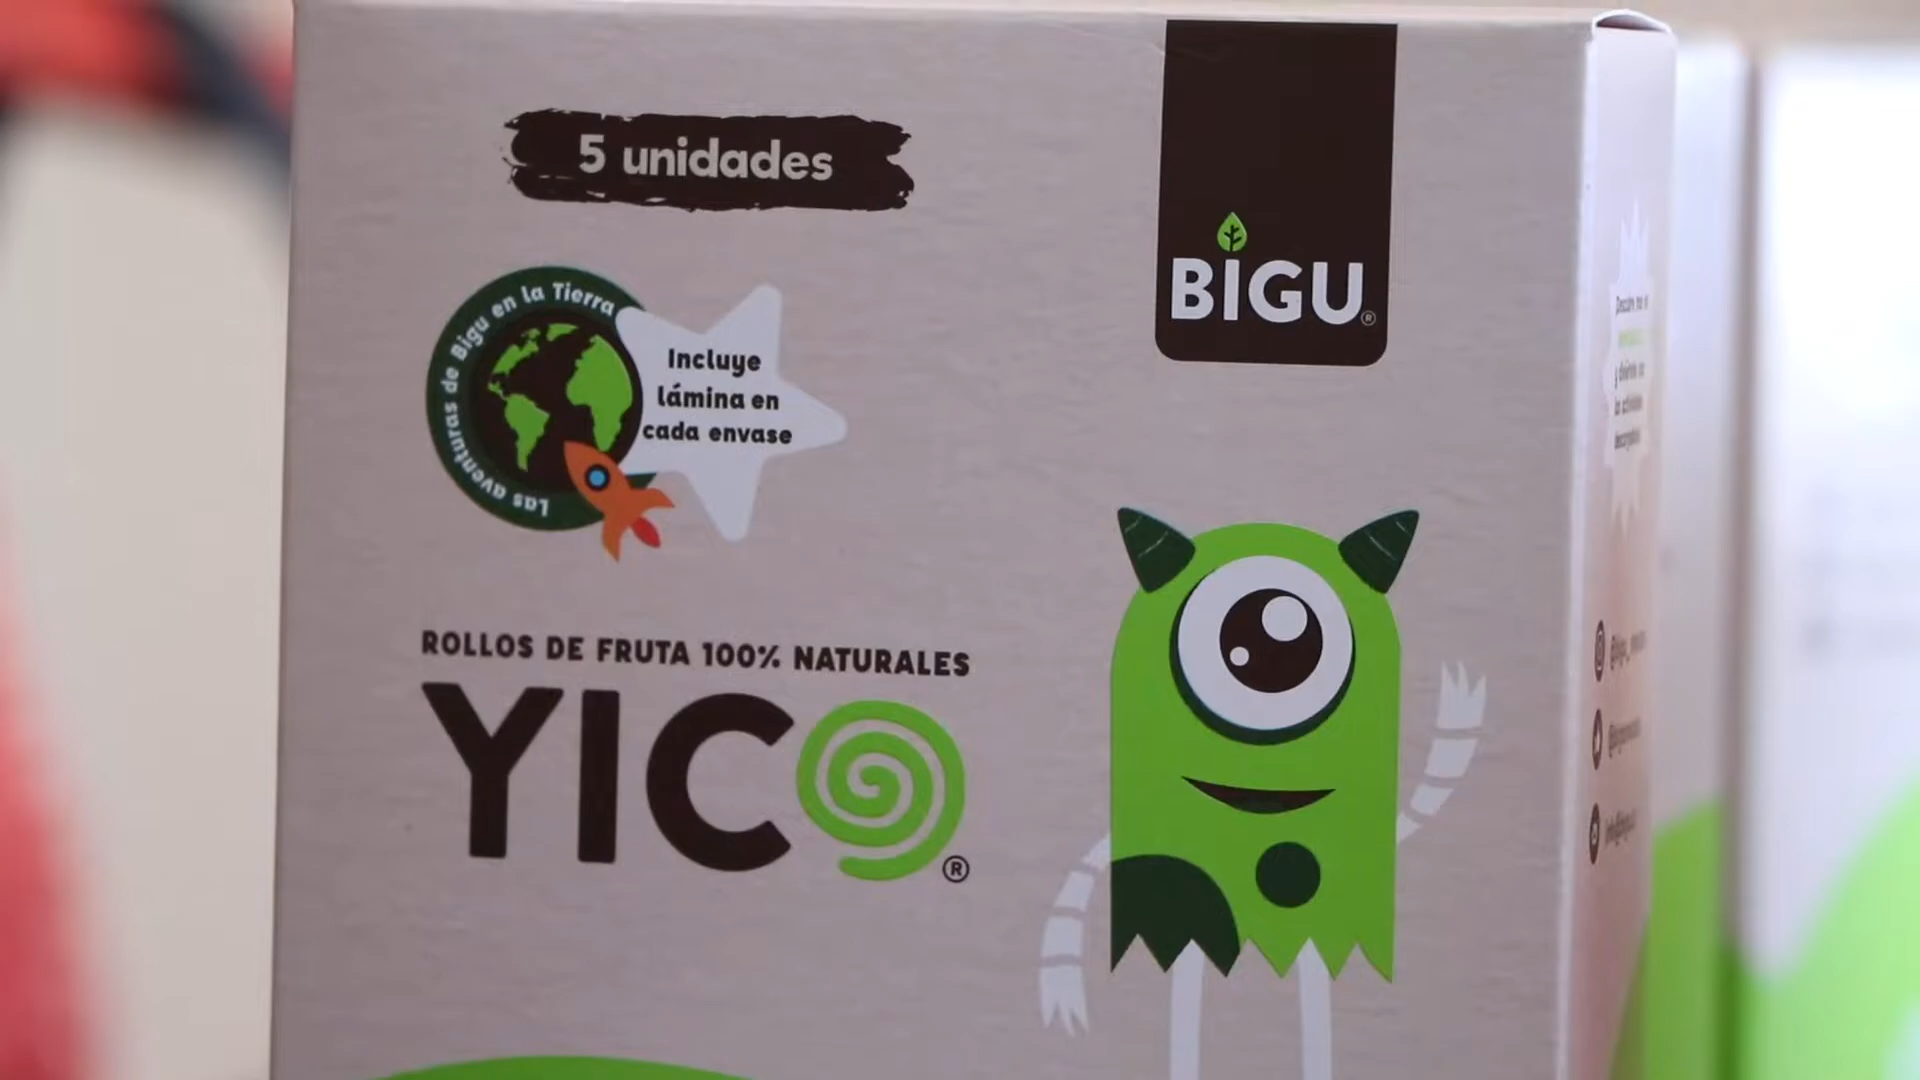 5 unidades
BIGU®
Las aventuras de Bigu en la Tierra
Incluye
lámina en
cada envase
ROLLOS DE FRUTA 100% NATURALES
YICO®